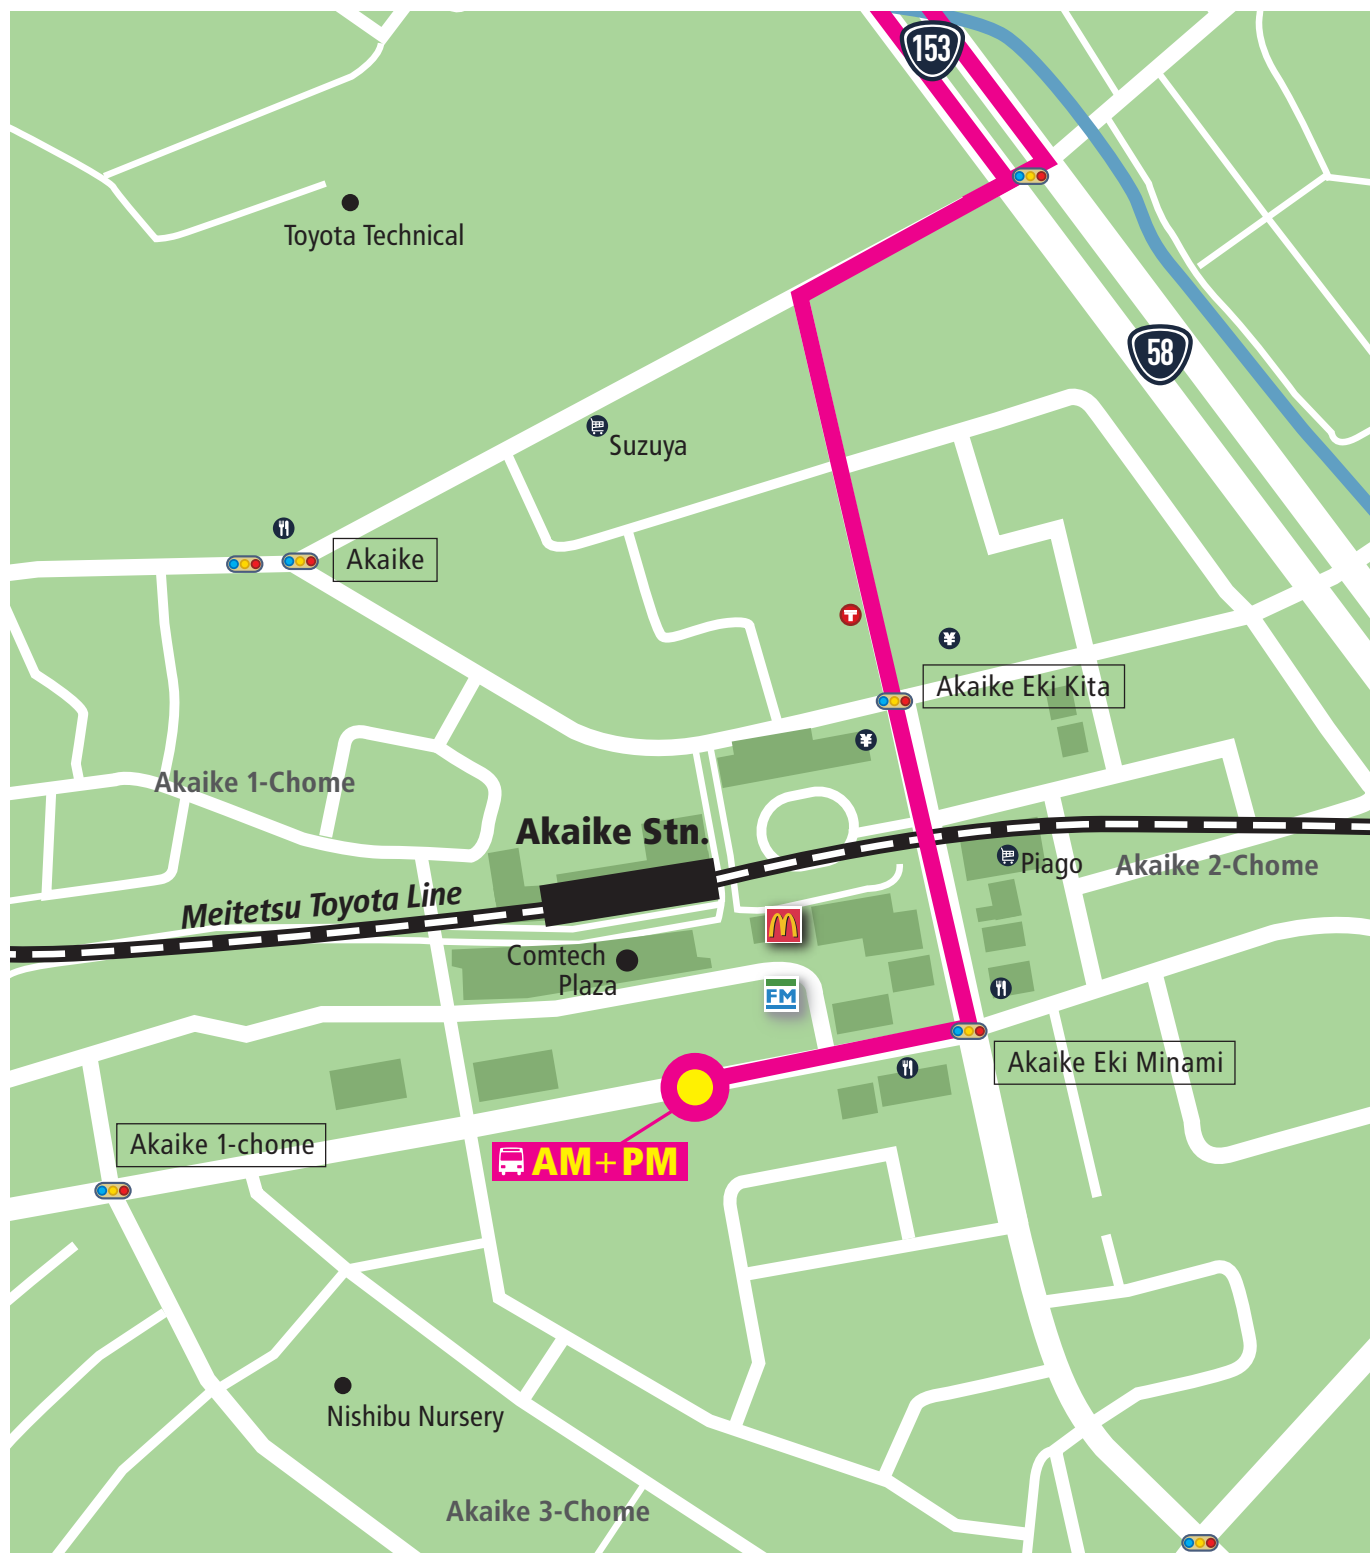 153
Toyota Technical
58
Suzuya
Akaike
¥
Akaike Eki Kita
¥
Akaike 1-Chome
Akaike Stn.
Piago
Akaike 2-Chome
Meitetsu Toyota Line
Comtech
Plaza
FM
Akaike Eki Minami
Akaike 1-chome
AM+PM
Nishibu Nursery
Akaike 3-Chome